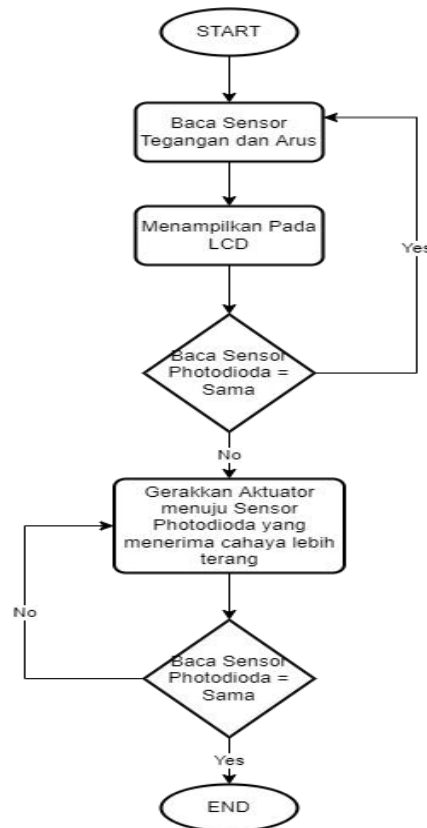 START
Baca Sensor
Tegangan dan Arus
Menampilkan Pada
LCD
Yes
Baca Sensor
Photodioda =
Sama
No
Gerakkan Aktuator
menuju Sensor
Photodioda yang
menerima cahaya lebih
terang
No
Baca Sensor
Photodioda =
Sama
Yes
END